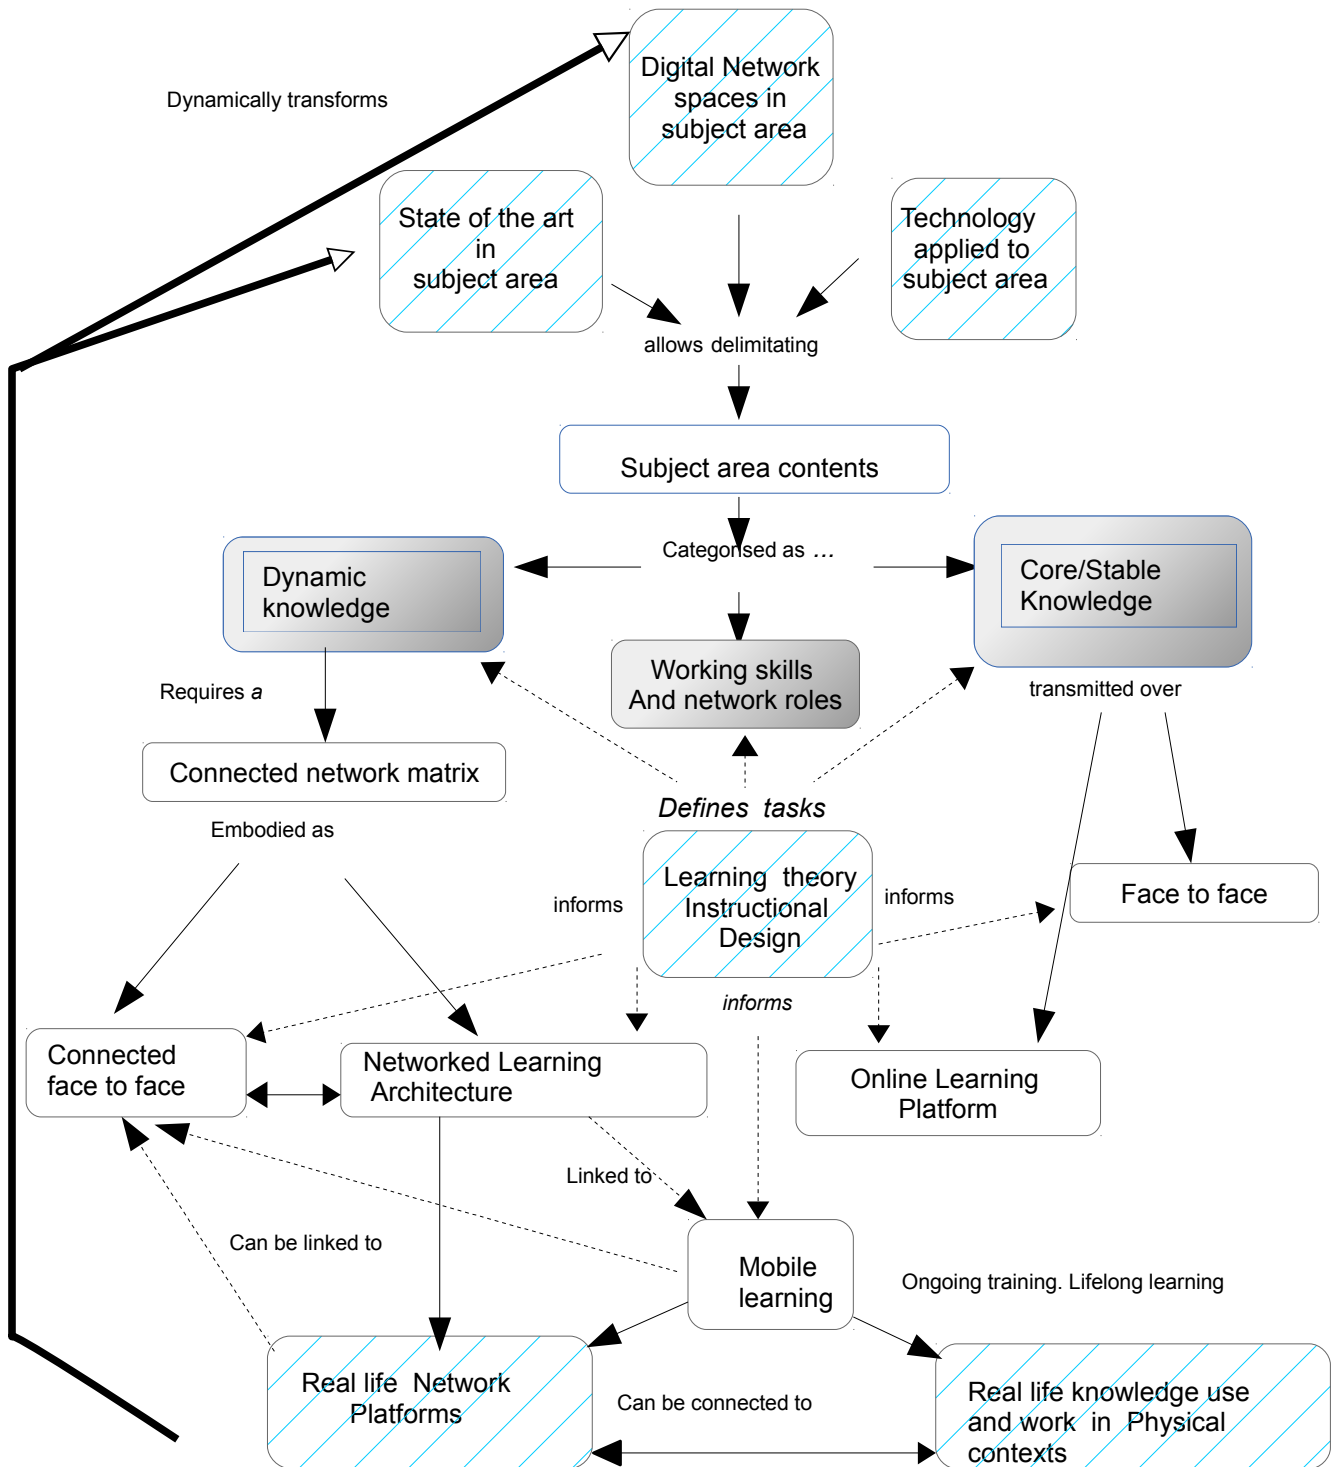 Digital Network
spaces in
subject area
Dynamically transforms
State of the art
in
subject area
Technology
applied to
subject area
allows delimitating
Subject area contents
Categorised as ...
Dynamic
knowledge
Core/Stable
Knowledge
Working skills
And network roles
Requires a
transmitted over
Connected network matrix
Defines tasks
Embodied as
Learning theory
Instructional
Design
informs
informs
Face to face
informs
Connected
face to face
Networked Learning
Architecture
Online Learning
Platform
Linked to
Can be linked to
Mobile
learning
Ongoing training. Lifelong learning
Real life Network
Platforms
Can be connected to
Real life knowledge use
and work in Physical
contexts